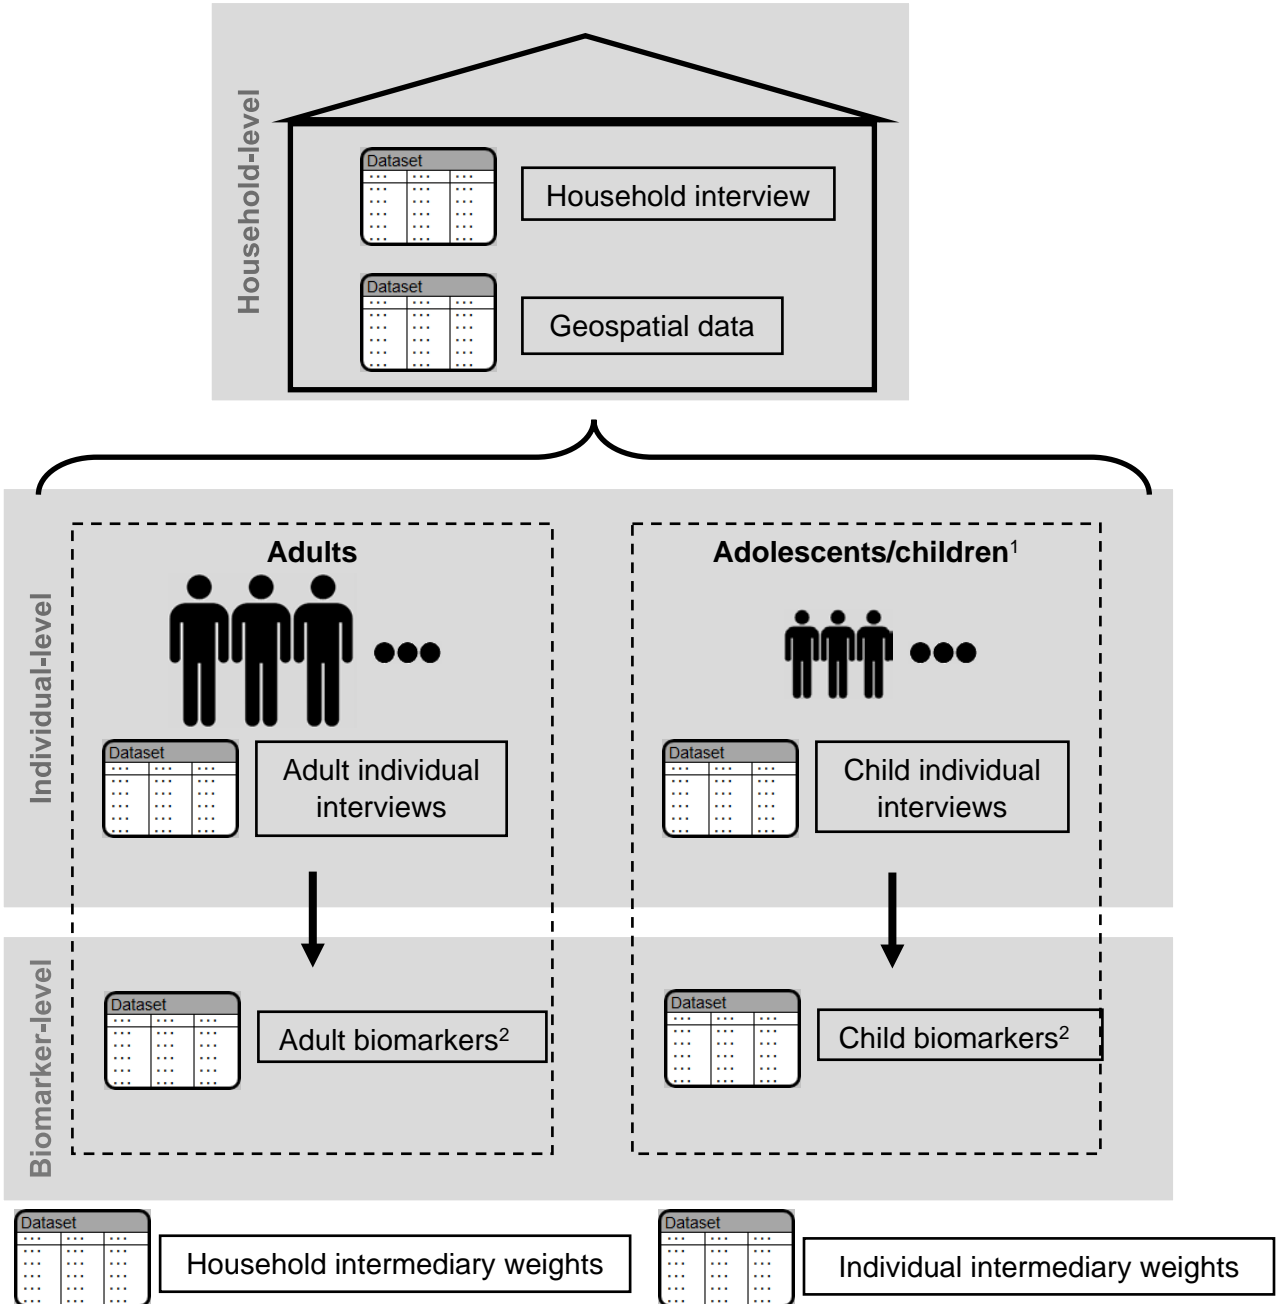 Household-level
Dataset
Household interview
Dataset
Geospatial data
Individual-level
Adults
Dataset
Adult individual
interviews
Adolescents/children¹
Dataset
Child individual
interviews
Biomarker-level
Dataset
Adult biomarkers²
Dataset
Child biomarkers²
Dataset
Household intermediary weights
Dataset
Individual intermediary weights